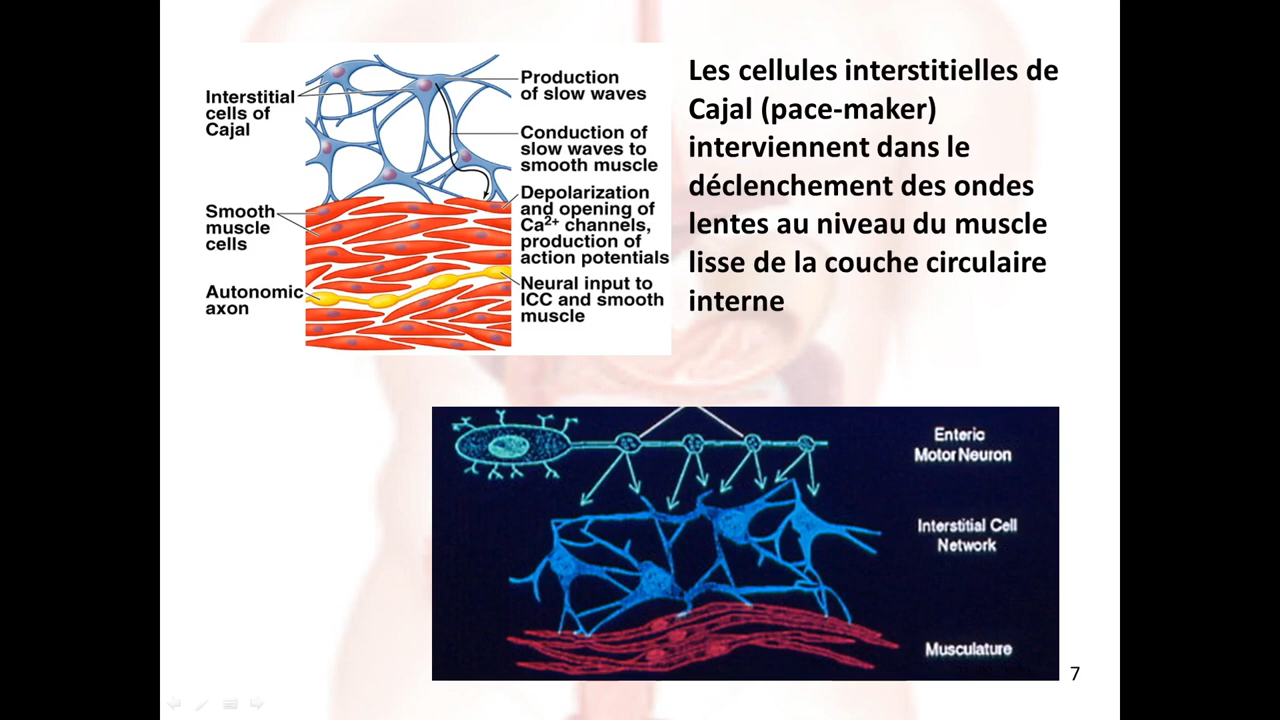 Interstitial
cells of
Cajal
Smooth
muscle
cells
Autonomic
axon
Production
of slow waves
Conduction of
slow waves to
smooth muscle
Depolarization
and opening of
Ca²⁺ channels,
production of
action potentials
Neural input to
ICC and smooth
muscle
Les cellules interstitielles de
Cajal (pace-maker)
interviennent dans le
déclenchement des ondes
lentes au niveau du muscle
lisse de la couche circulaire
interne
Enteric
Motor Neuron
Interstitial Cell
Network
Musculature
7